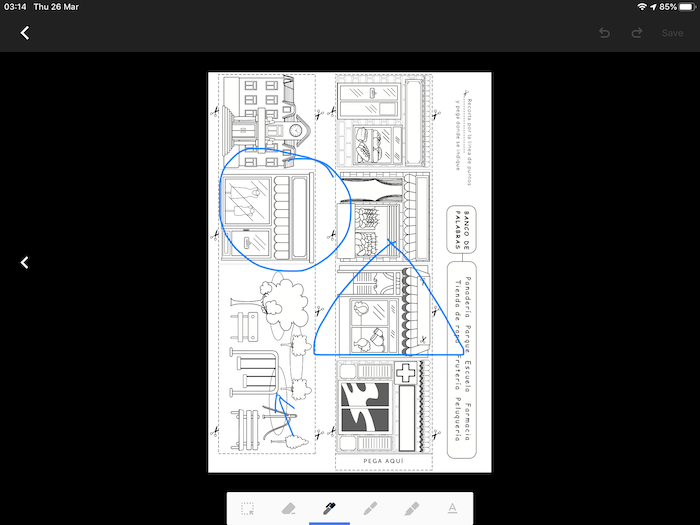 03:14 Thu 26 Mar
85%
Save
Recorta por la línea de puntos
y pega donde se indique
BANCO DE
PALABRAS
Panadería Parque Escuela Farmacia
Tienda de ropa Frutería Peluquería
PEGA AQUÍ
A